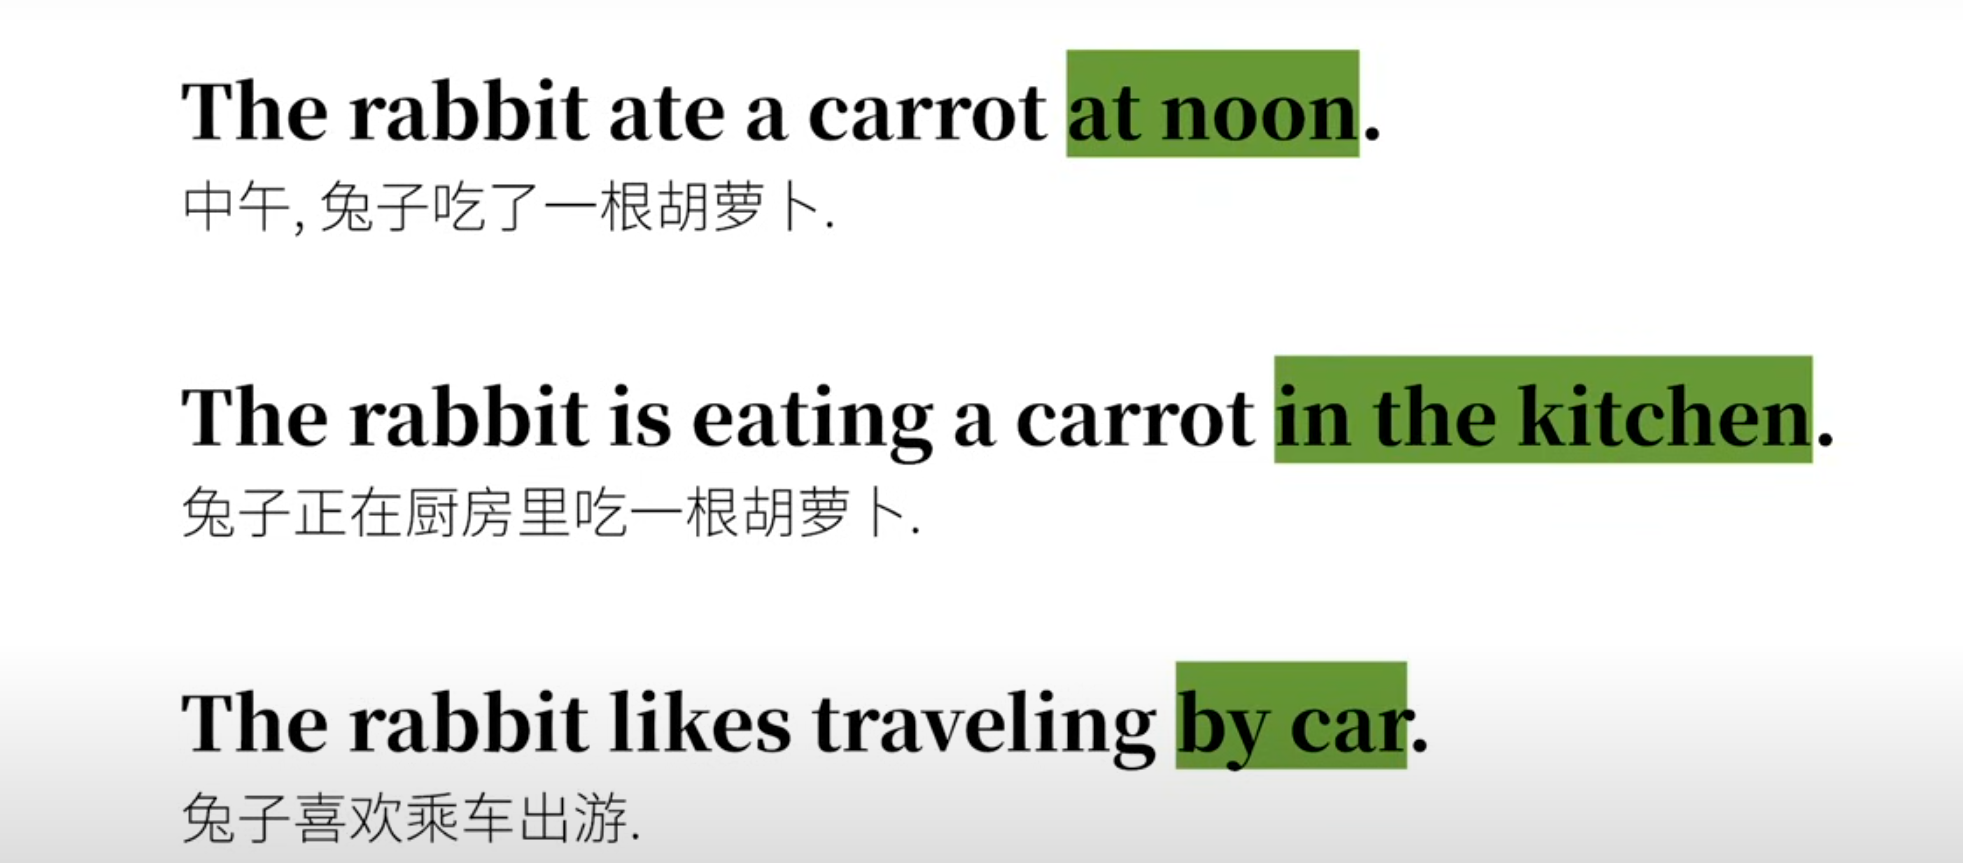 The rabbit ate a carrot at noon.
中午, 兔子吃了一根胡萝卜.
The rabbit is eating a carrot in the kitchen.
兔子正在厨房里吃一根胡萝卜.
The rabbit likes traveling by car.
兔子喜欢乘车出游.